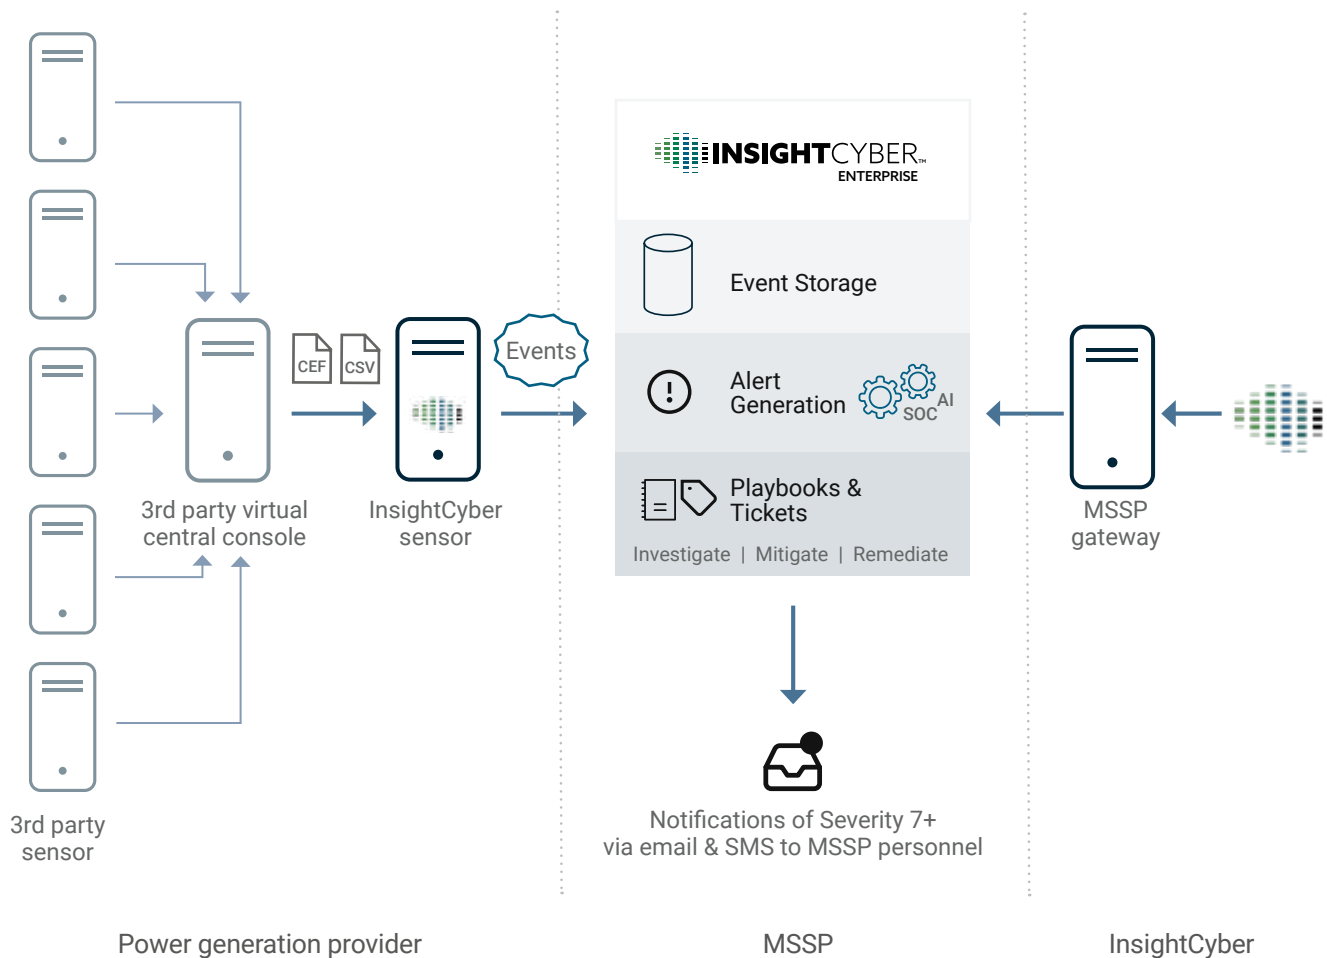 INSIGHTCYBER™
ENTERPRISE
Event Storage
Events
CEF
CSV
Alert
Generation
SOC AI
3rd party virtual
central console
InsightCyber
sensor
Playbooks &
Tickets
Investigate | Mitigate | Remediate
MSSP
gateway
3rd party
sensor
Notifications of Severity 7+
via email & SMS to MSSP personnel
Power generation provider
MSSP
InsightCyber